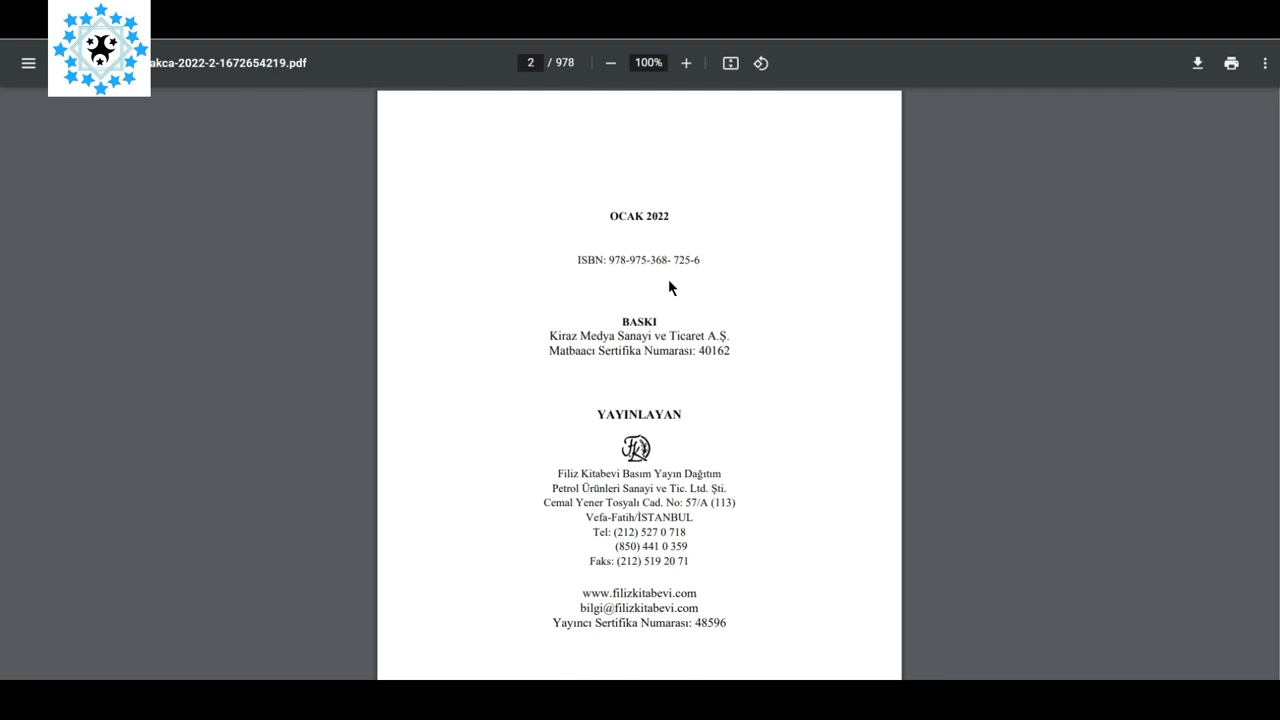 akca-2022-2-1672654219.pdf
2 / 978
100%
OCAK 2022
ISBN: 978-975-368- 725-6
BASKI
Kiraz Medya Sanayi ve Ticaret A.Ş.
Matbaacı Sertifika Numarası: 40162
YAYINLAYAN
Filiz Kitabevi Basım Yayın Dağıtım
Petrol Ürünleri Sanayi ve Tic. Ltd. Şti.
Cemal Yener Tosyalı Cad. No: 57/A (113)
Vefa-Fatih/İSTANBUL
Tel: (212) 527 0 718
(850) 441 0 359
Faks: (212) 519 20 71
www.filizkitabevi.com
bilgi@filizkitabevi.com
Yayıncı Sertifika Numarası: 48596